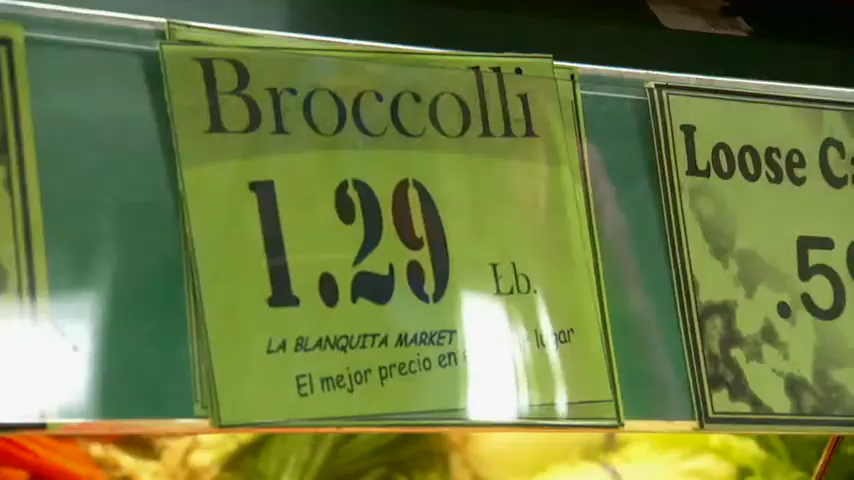 Broccolli
1.29 Lb.
LA BLANQUITA MARKET
El mejor precio en lugar
Loose
.5